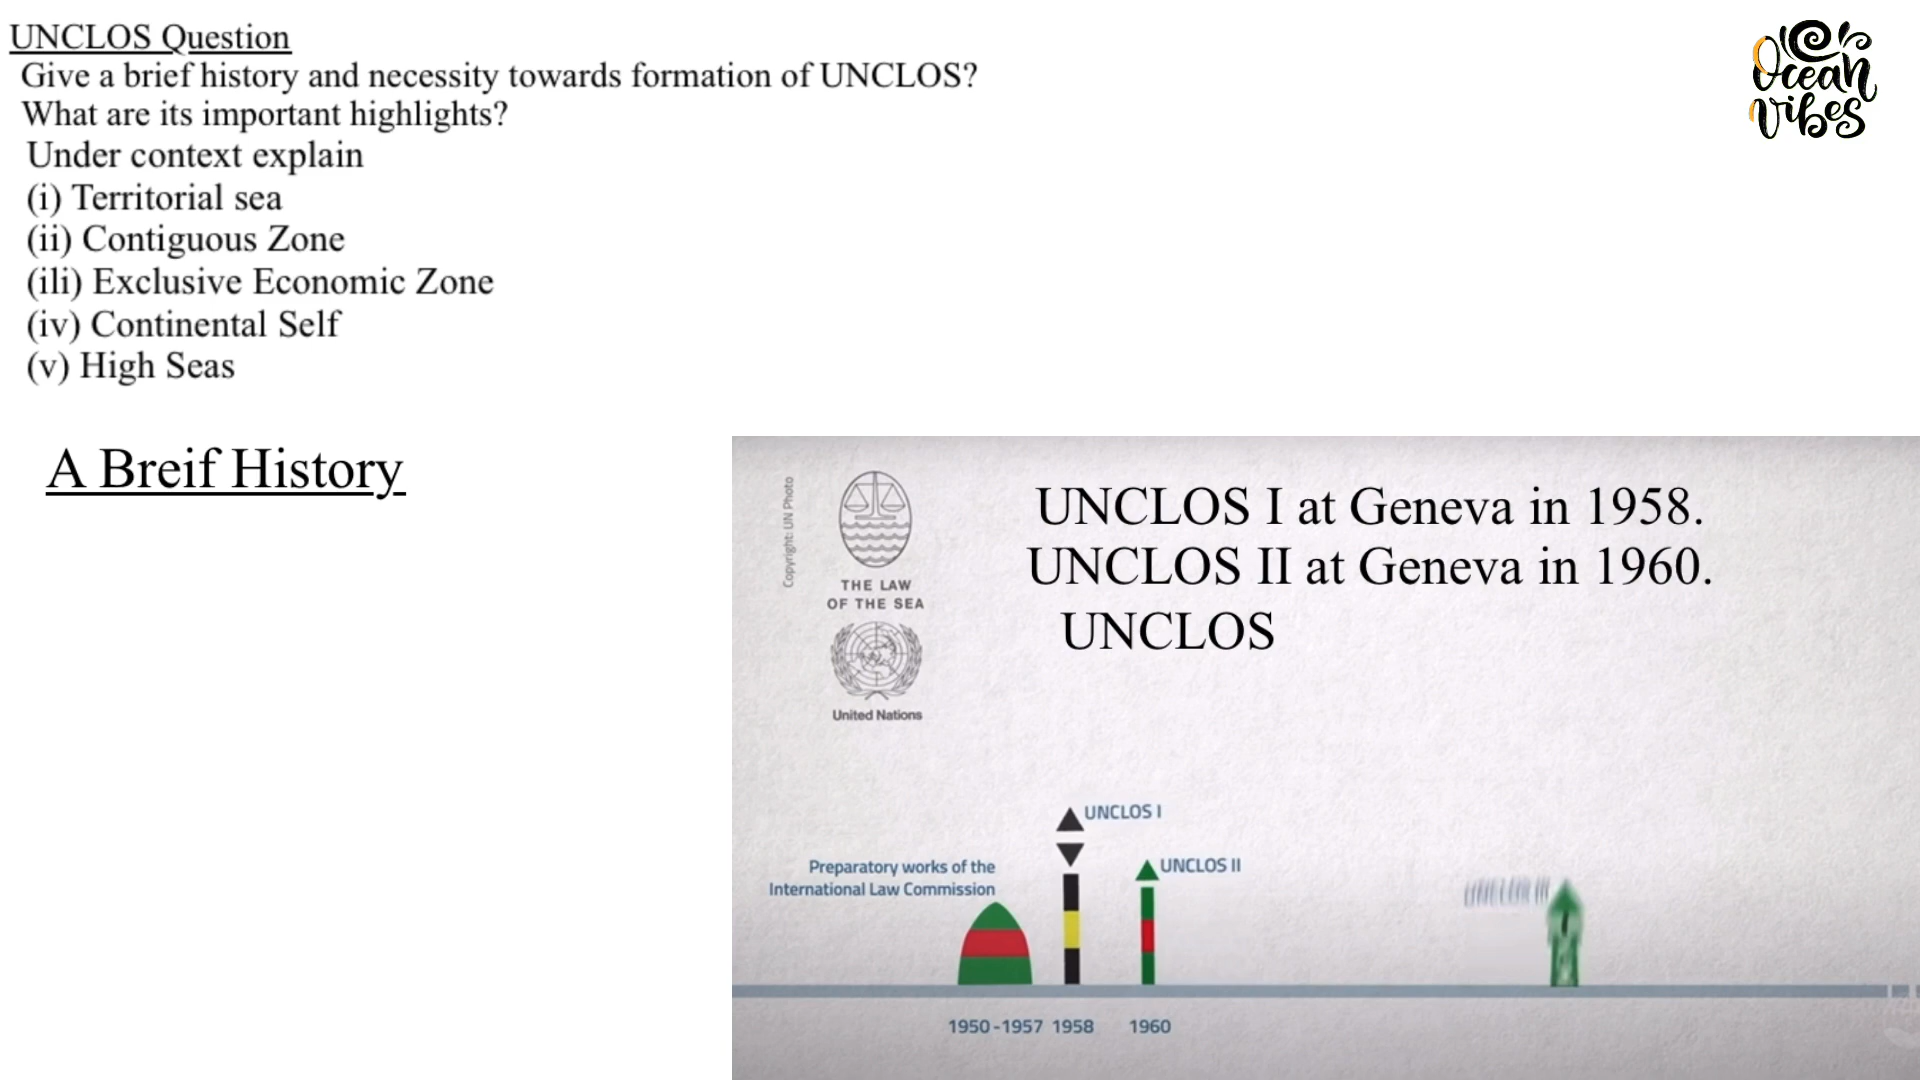 UNCLOS Question
Give a brief history and necessity towards formation of UNCLOS?
What are its important highlights?
Under context explain
(i) Territorial sea
(ii) Contiguous Zone
(ili) Exclusive Economic Zone
(iv) Continental Self
(v) High Seas
Ocean
Vibes
A Breif History
Copyright: UN Photo
THE LAW
OF THE SEA
United Nations
UNCLOS I at Geneva in 1958.
UNCLOS II at Geneva in 1960.
UNCLOS
UNCLOS I
Preparatory works of the
International Law Commission
UNCLOS II
1950-1957 1958 1960